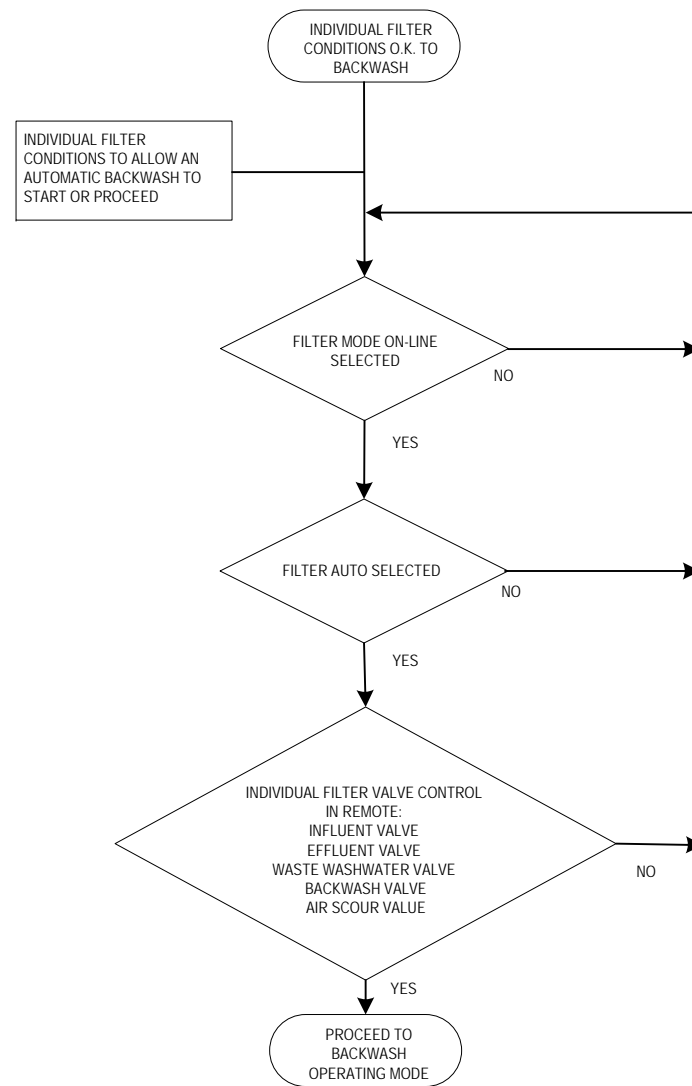 INDIVIDUAL FILTER
CONDITIONS O.K. TO
BACKWASH
INDIVIDUAL FILTER
CONDITIONS TO ALLOW AN
AUTOMATIC BACKWASH TO
START OR PROCEED
FILTER MODE ON-LINE
SELECTED
NO
YES
FILTER AUTO SELECTED
NO
YES
INDIVIDUAL FILTER VALVE CONTROL
IN REMOTE:
INFLUENT VALVE
EFFLUENT VALVE
WASTE WASHWATER VALVE
BACKWASH VALVE
AIR SCOUR VALUE
NO
YES
PROCEED TO
BACKWASH
OPERATING MODE